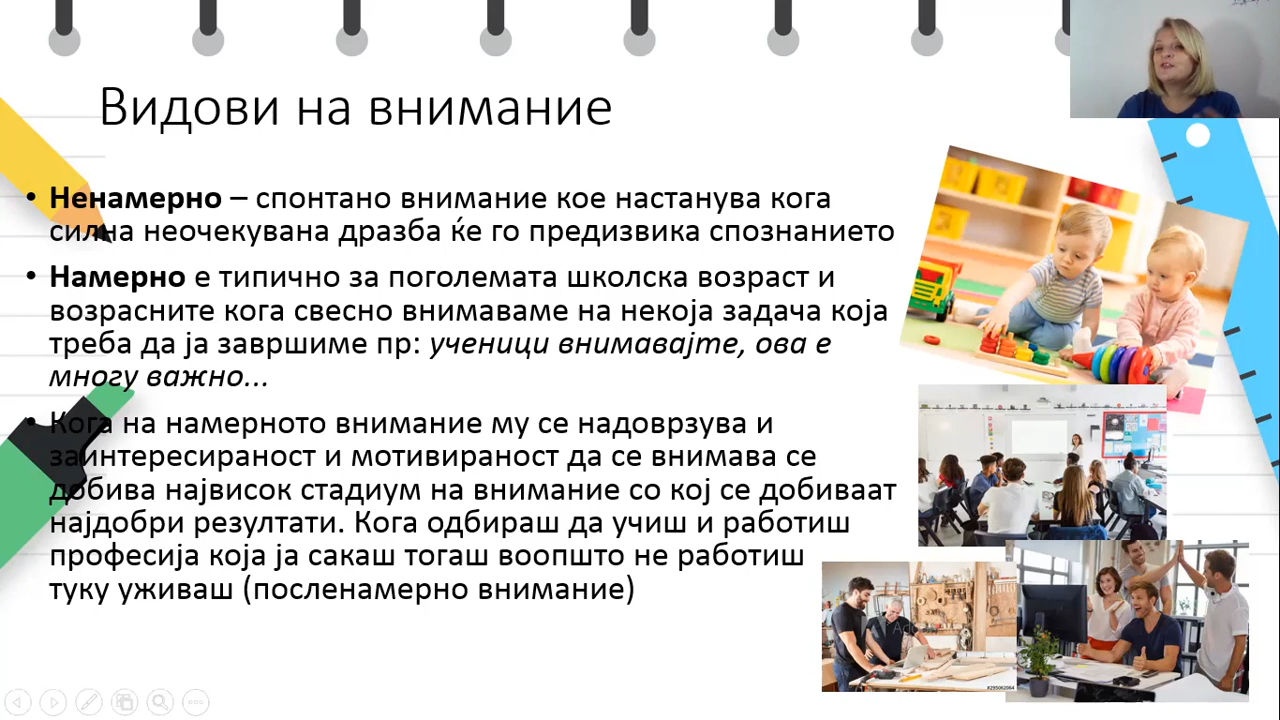 Видови на внимание
• Ненамерно – спонтано внимание кое настанува кога
силна неочекувана дразба ќе го предизвика спознанието
• Намерно е типично за поголемата школска возраст и
возрасните кога свесно внимаваме на некоја задача која
треба да ја завршиме пр: ученици внимавајте, ова е
многу важно...
• Кога на намерното внимание му се надоврзува и
заинтересираност и мотивираност да се внимава се
добива највисок стадиум на внимание со кој се добиваат
најдобри резултати. Кога одбираш да учиш и работиш
професија која ја сакаш тогаш воопшто не работиш
туку уживаш (посленамерно внимание)